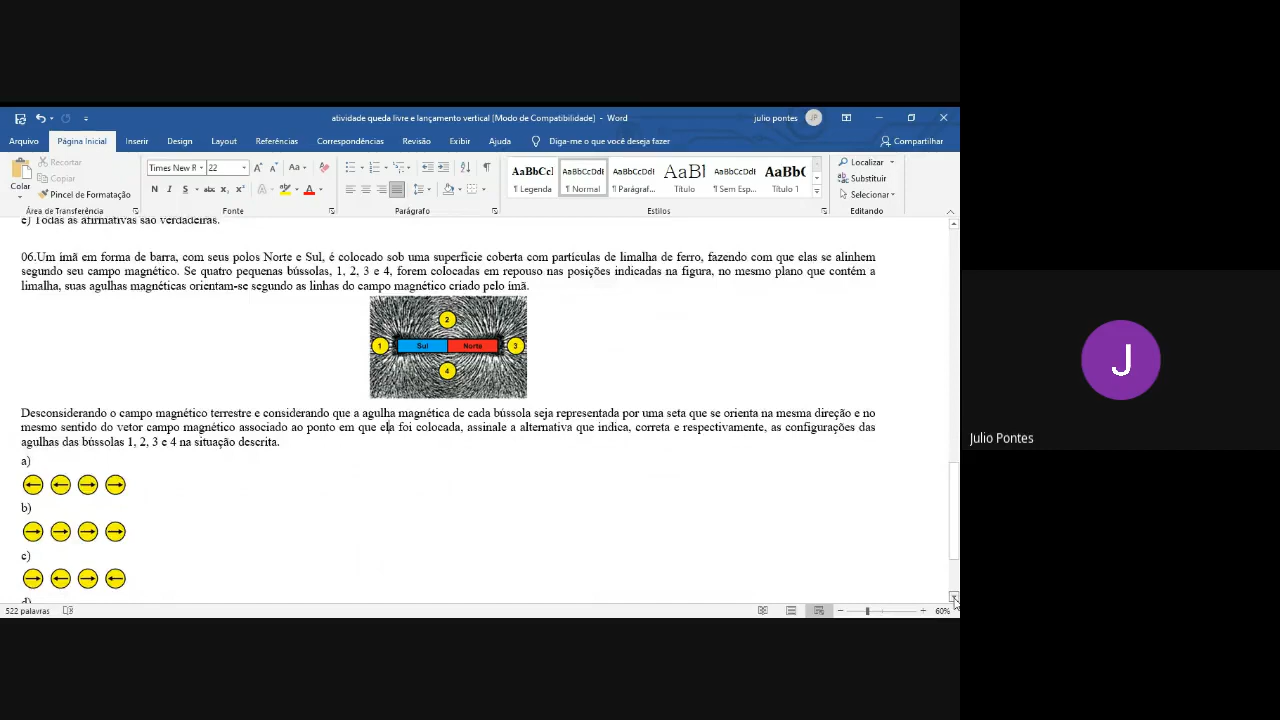 atividade queda livre e lançamento vertical [Modo de Compatibilidade] - Word
julio pontes
JP
Arquivo
Página Inicial
Inserir
Design
Layout
Referências
Correspondências
Revisão
Exibir
Ajuda
Diga-me o que você deseja fazer
Compartilhar
Colar
Recortar
Copiar
Pincel de Formatação
Área de Transferência
Times New R
22
N I S abc x₂ x²
Fonte
Parágrafo
AaBbCcI
¶ Legenda
AaBbCcDdI
¶ Normal
AaBbCcDdI
¶ Parágraf...
AaBl
Título
AaBbCcDdI
¶ Sem Esp...
AaBb(
Título 1
Estilos
Localizar
Substituir
Selecionar
Editando
e) Todas as afirmativas são verdadeiras.
06.Um imã em forma de barra, com seus polos Norte e Sul, é colocado sob uma superfície coberta com partículas de limalha de ferro, fazendo com que elas se alinhem
segundo seu campo magnético. Se quatro pequenas bússolas, 1, 2, 3 e 4, forem colocadas em repouso nas posições indicadas na figura, no mesmo plano que contém a
limalha, suas agulhas magnéticas orientam-se segundo as linhas do campo magnético criado pelo ímã.
2
1
Sul
Norte
3
4
Desconsiderando o campo magnético terrestre e considerando que a agulha magnética de cada bússola seja representada por uma seta que se orienta na mesma direção e no
mesmo sentido do vetor campo magnético associado ao ponto em que ela foi colocada, assinale a alternativa que indica, correta e respectivamente, as configurações das
agulhas das bússolas 1, 2, 3 e 4 na situação descrita.
a)
b)
c)
d)
522 palavras
60%
J
Julio Pontes